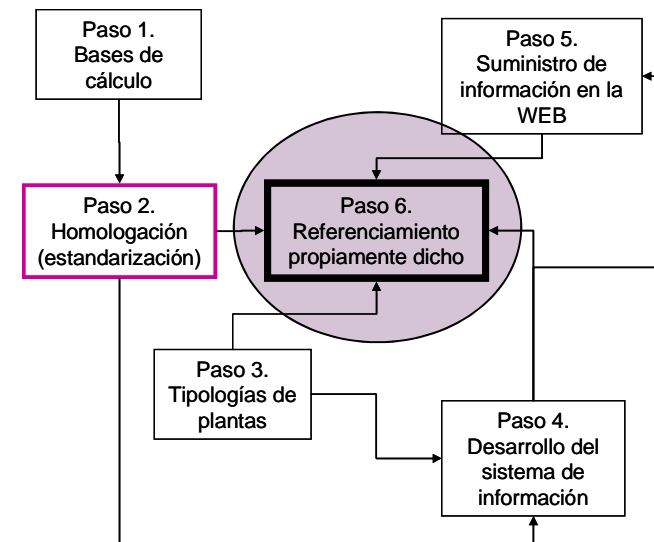 Paso 1.
Bases de
cálculo
Paso 5.
Suministro de
información en la
WEB
Paso 2.
Homologación
(estandarización)
Paso 6.
Referenciamiento
propiamente dicho
Paso 3.
Tipologías de
plantas
Paso 4.
Desarrollo del
sistema de
información